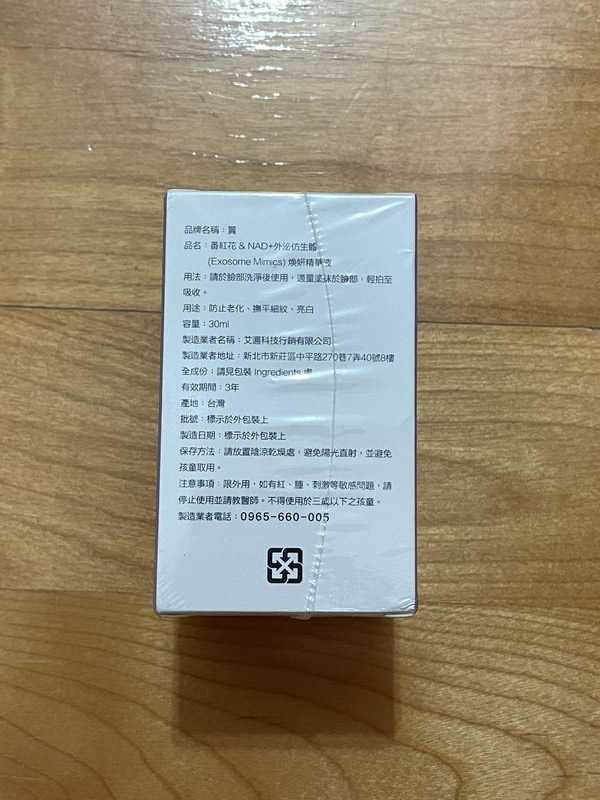 品牌名稱：翼
品名：番紅花 & NAD+外泌仿生體
(Exosome Mimics) 煥妍精華液
用法：請於臉部洗淨後使用，適量塗抹於臉部，輕拍至
吸收。
用途：防止老化、撫平細紋、亮白
容量：30ml
製造業者名稱：艾邇科技行銷有限公司
製造業者地址：新北市新莊區中平路270巷7弄40號8樓
全成份：請見包裝 Ingredients 處
有效期間：3年
產地：台灣
批號：標示於外包裝上
製造日期：標示於外包裝上
保存方法：請放置陰涼乾燥處，避免陽光直射，並避免
孩童取用。
注意事項：限外用，如有紅、腫、刺激等敏感問題，請
停止使用並請教醫師。不得使用於三歲以下之孩童。
製造業者電話：0965-660-005